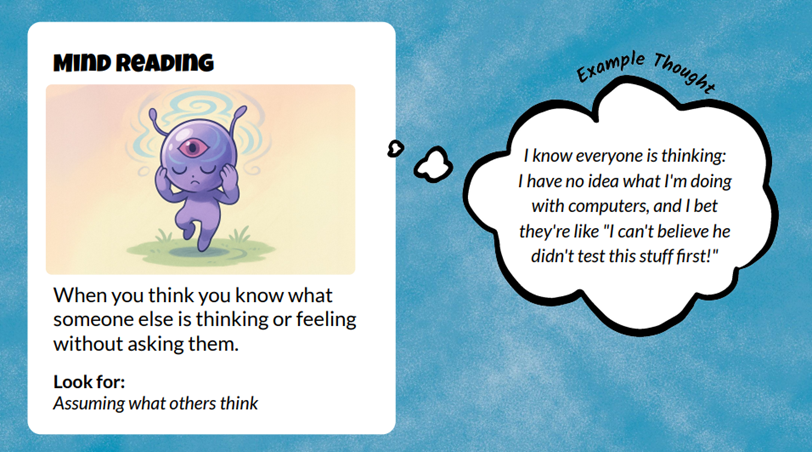 Mind Reading
When you think you know what
someone else is thinking or feeling
without asking them.
Look for:
Assuming what others think
Example Thought
I know everyone is thinking:
I have no idea what I'm doing
with computers, and I bet
they're like "I can't believe he
didn't test this stuff first!"